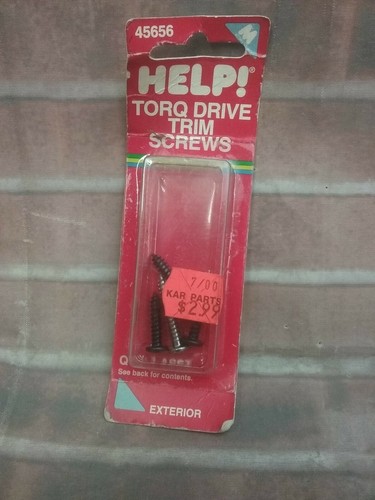 45656
N
HELP!®
TORQ DRIVE
TRIM
SCREWS
7/00
KAR PARTS
$2.99
See back for contents.
EXTERIOR